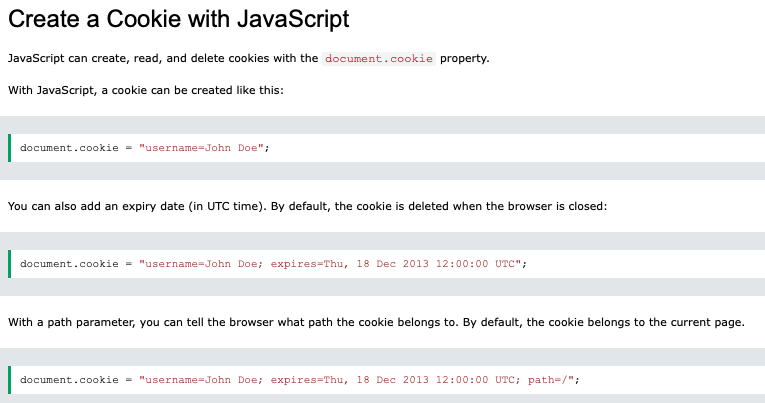 Create a Cookie with JavaScript
JavaScript can create, read, and delete cookies with the document.cookie property.
With JavaScript, a cookie can be created like this:
document.cookie = "username=John Doe";
You can also add an expiry date (in UTC time). By default, the cookie is deleted when the browser is closed:
document.cookie = "username=John Doe; expires=Thu, 18 Dec 2013 12:00:00 UTC";
With a path parameter, you can tell the browser what path the cookie belongs to. By default, the cookie belongs to the current page.
document.cookie = "username=John Doe; expires=Thu, 18 Dec 2013 12:00:00 UTC; path=/";